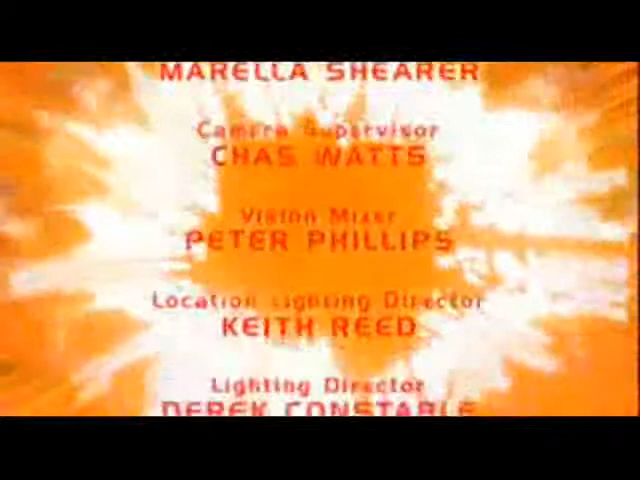 MARELLA SHEARER
Camera Supervisor
CHAS WATTS
Vision Mixer
PETER PHILLIPS
Location Lighting Director
KEITH REED
Lighting Director
DEREK CONSTABLE